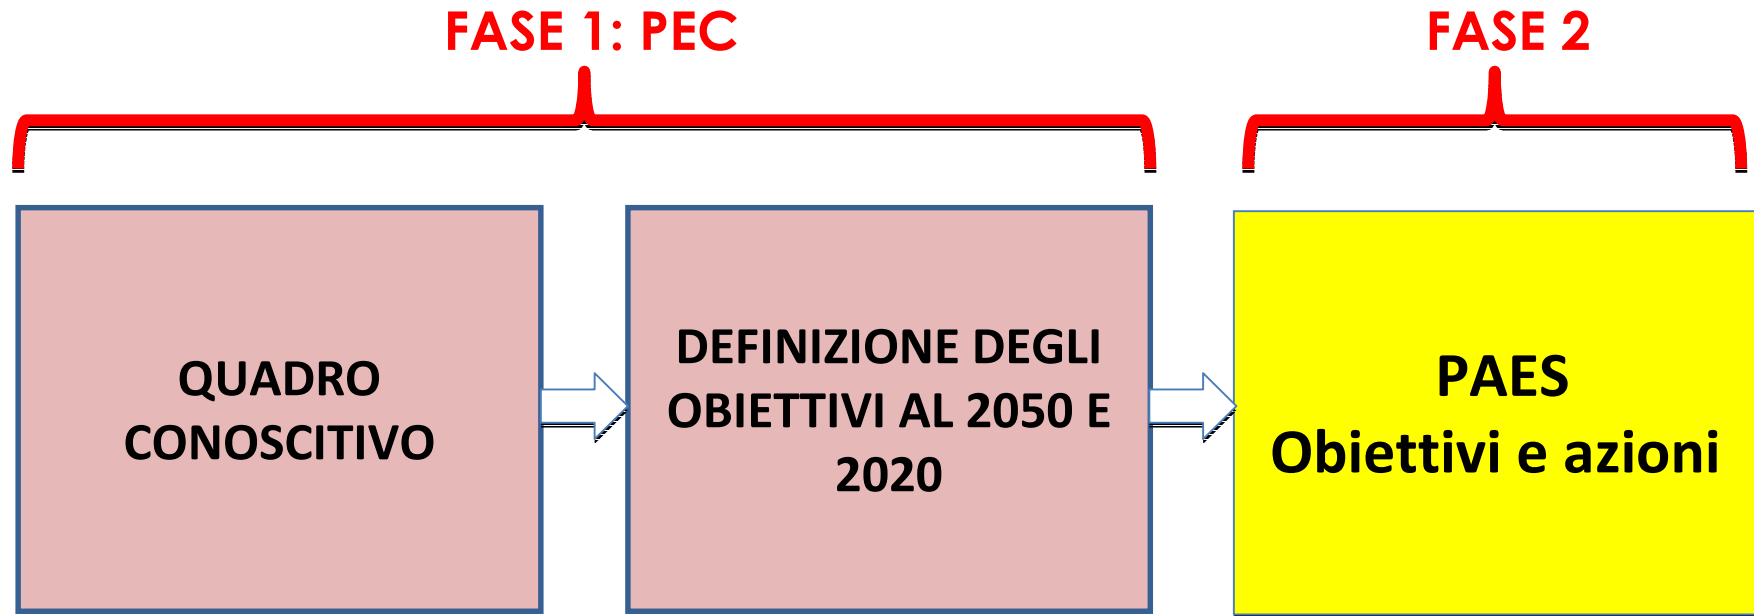 FASE 1: PEC
FASE 2
QUADRO
CONOSCITIVO
DEFINIZIONE DEGLI
OBIETTIVI AL 2050 E
2020
PAES
Obiettivi e azioni